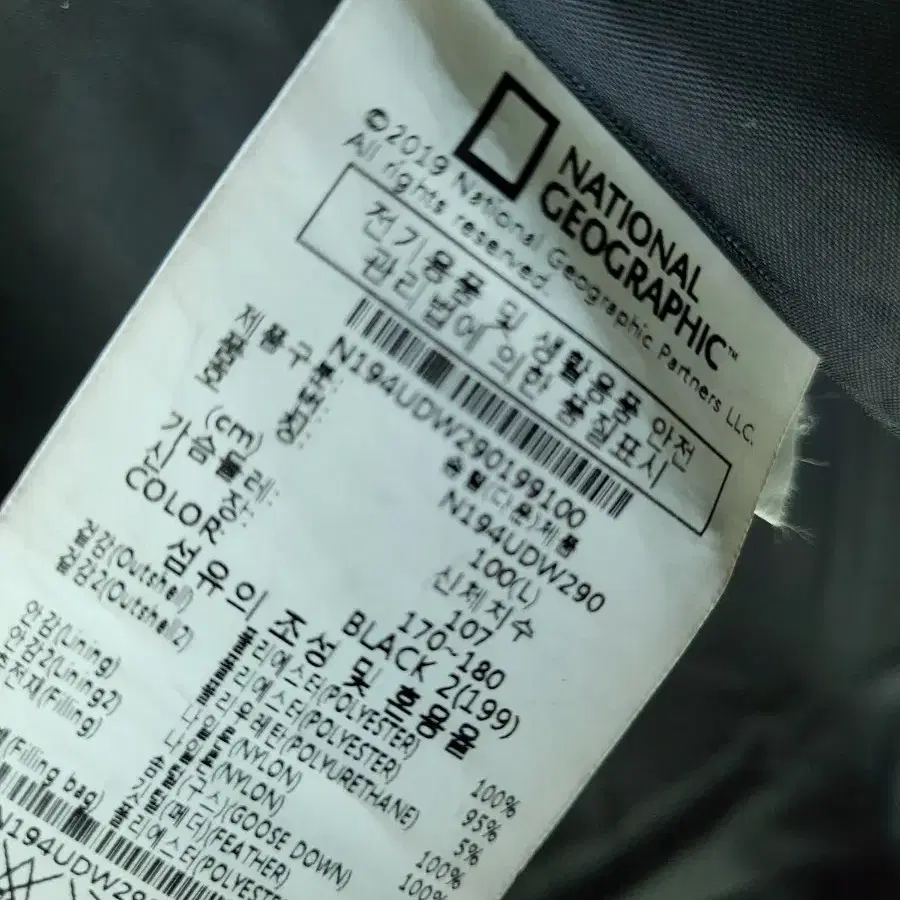 NATIONAL
GEOGRAPHIC™
©2019 National Geographic Partners LLC.
All rights reserved.
전기용품 및 생활용품 안전
관리법에 의한 품질표시
N194UDW290199100
제품구분: 솜털(다운)제품
품번: N194UDW290
호칭: 100(L)
(cm) 신체치수
가슴둘레: 107
신장: 170~180
COLOR: BLACK 2(199)
섬유의 조성 및 혼용율
겉감(Outshell) 폴리에스터(POLYESTER) 100%
겉감2(Outshell2) 폴리에스터(POLYESTER) 95%
폴리우레탄(POLYURETHANE) 5%
안감(Lining) 나일론(NYLON) 100%
안감2(Lining2) 나일론(NYLON) 100%
충전재(Filling) 솜털(구스)(GOOSE DOWN)
깃털(페더)(FEATHER)
(Filling bag) 폴리에스터(POLYESTE
N194UDW29